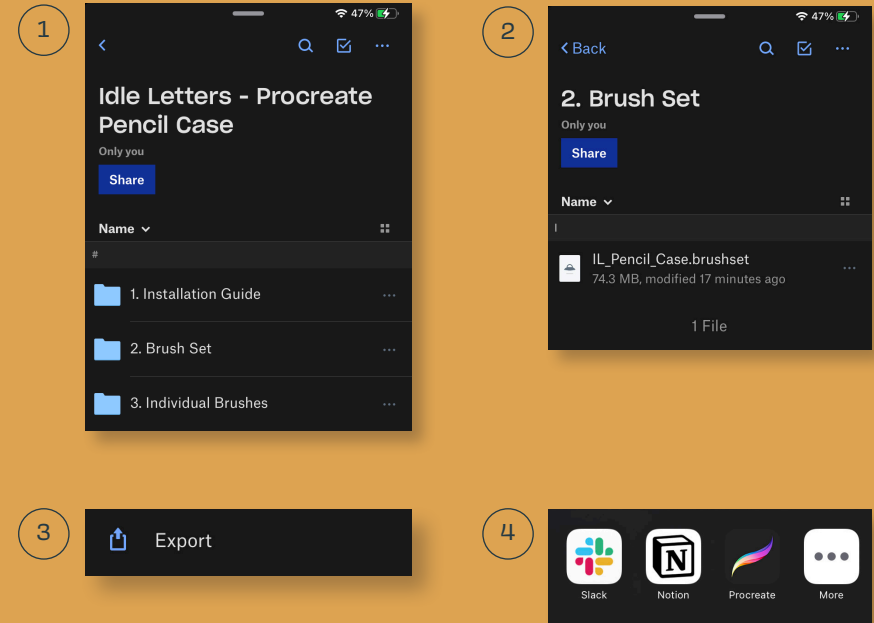 1
47%
Idle Letters - Procreate
Pencil Case
Only you
Share
Name
#
1. Installation Guide
2. Brush Set
3. Individual Brushes
2
47%
Back
2. Brush Set
Only you
Share
Name
I
IL_Pencil_Case.brushset
74.3 MB, modified 17 minutes ago
1 File
3
Export
4
N
Slack
Notion
Procreate
More